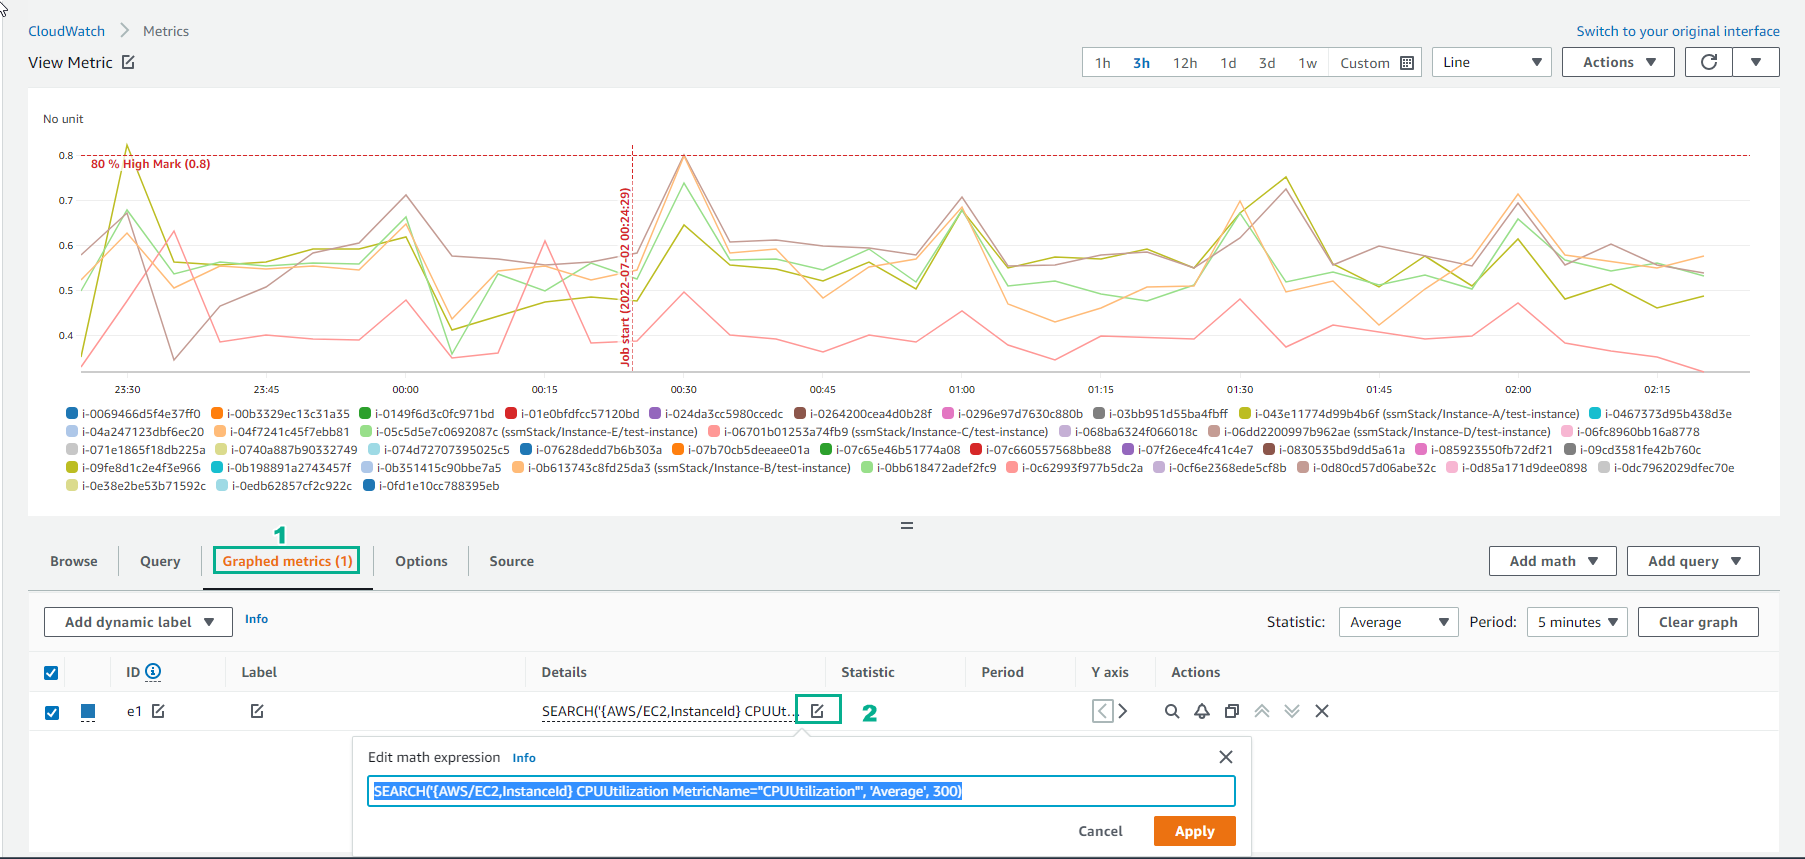 CloudWatch > Metrics
Switch to your original interface
View Metric
1h 3h 12h 1d 3d 1w Custom
Line
Actions
No unit
0.8
80 % High Mark (0.8)
0.7
0.6
0.5
0.4
Job start (2022-07-02 00:24:29)
23:30 23:45 00:00 00:15 00:30 00:45 01:00 01:15 01:30 01:45 02:00 02:15
i-0069466d5f4e37ff0 i-00b3329ec13c31a35 i-0149f6d3c0fc971bd i-01e0bfdfcc57120bd i-024da3cc5980ccedc i-0264200cea4d0b28f i-0296e97d7630c880b i-03bb951d55ba4fbff i-043e11774d99b4b6f (ssmStack/Instance-A/test-instance) i-0467373d95b438d3e
i-04a247123dbf6ec20 i-04f7241c45f7ebb81 i-05c5d5e7c0692087c (ssmStack/Instance-E/test-instance) i-06701b01253a74fb9 (ssmStack/Instance-C/test-instance) i-068ba6324f066018c i-06dd2200997b962ae (ssmStack/Instance-D/test-instance) i-06fc8960bb16a8778
i-071e1865f18db225a i-0740a887b90332749 i-074d72707395025c5 i-07628dedd7b6b303a i-07b70cb5deeaee01a i-07c65e46b51774a08 i-07c660557568bbe88 i-07f26ece4fc41c4e7 i-0830535bd9dd5a61a i-085923550fb72df21 i-09cd3581fe42b760c
i-09fe8d1c2e4f3e966 i-0b198891a2743457f i-0b351415c90bbe7a5 i-0b613743c8fd25da3 (ssmStack/Instance-B/test-instance) i-0bb618472adef2fc9 i-0c62993f977b5dc2a i-0cf6e2368ede5cf8b i-0d80cd57d06abe32c i-0d85a171d9dee0898 i-0dc7962029dfec70e
i-0e38e2be53b71592c i-0edb62857cf2c922c i-0fd1e10cc788395eb
1
Browse Query Graphed metrics (1) Options Source
Add math
Add query
Add dynamic label
Info
Statistic: Average Period: 5 minutes Clear graph
ID Label Details Statistic Period Y axis Actions
e1 SEARCH('{AWS/EC2,InstanceId} CPUUt...
2
Edit math expression Info
SEARCH('{AWS/EC2,InstanceId} CPUUtilization MetricName="CPUUtilization"', 'Average', 300)
Cancel Apply